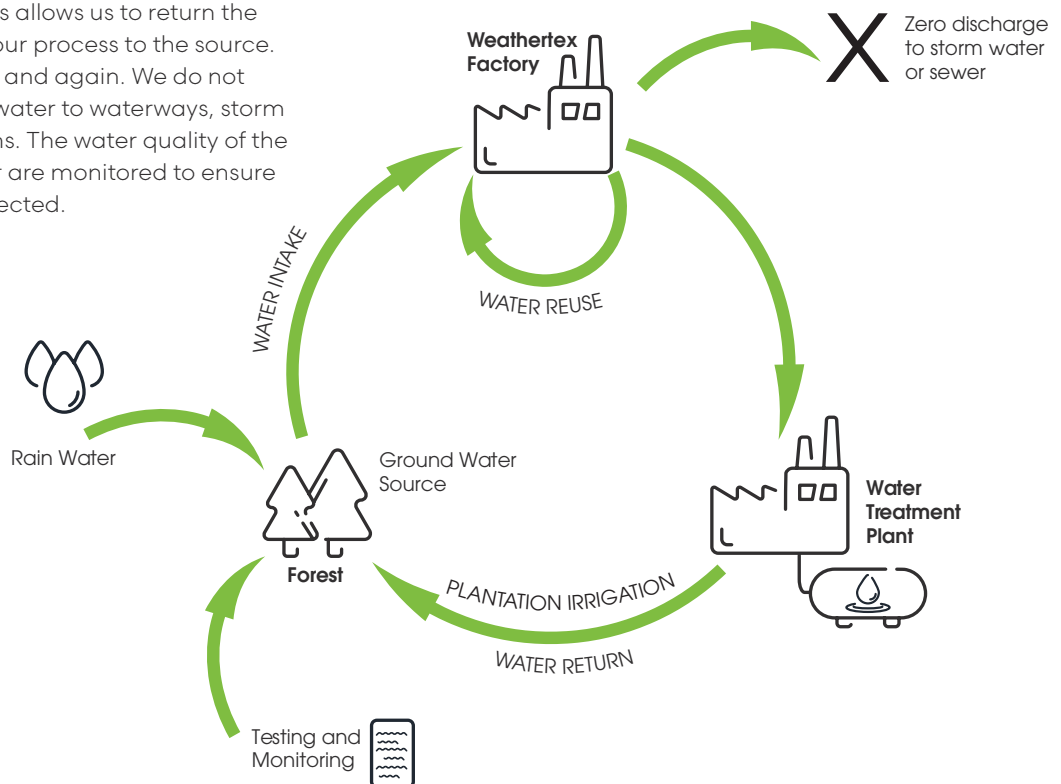 s allows us to return the
our process to the source.
and again. We do not
water to waterways, storm
ns. The water quality of the
r are monitored to ensure
ected.
Weathertex
Factory
Zero discharge
to storm water
or sewer
WATER INTAKE
WATER REUSE
Rain Water
Ground Water
Source
Forest
Water
Treatment
Plant
PLANTATION IRRIGATION
WATER RETURN
Testing and
Monitoring